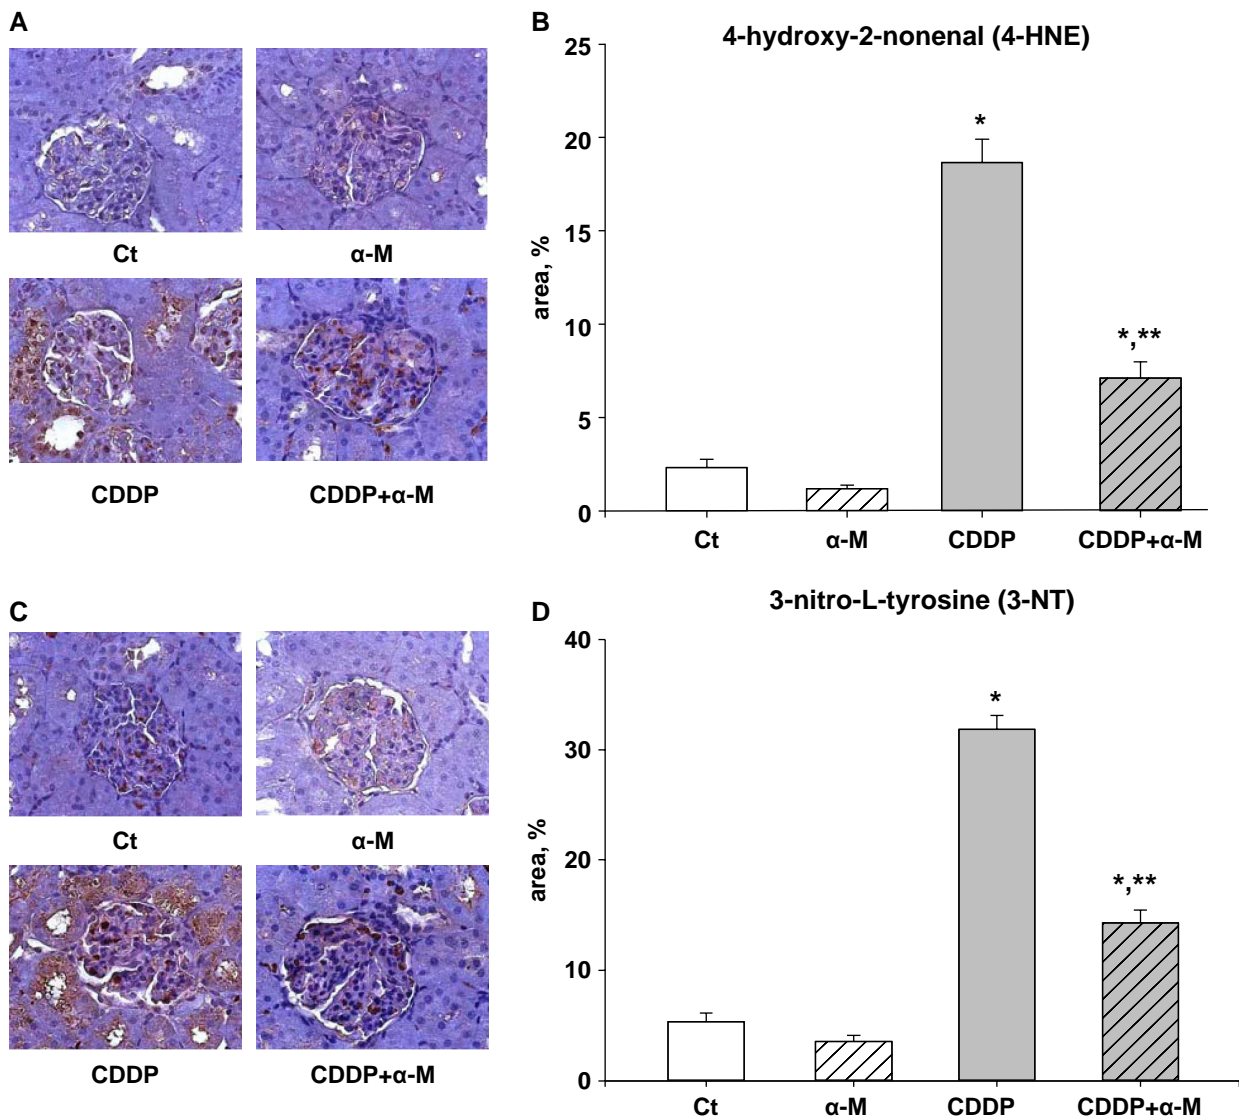 A
Ct
α-M
CDDP
CDDP+α-M
B
4-hydroxy-2-nonenal (4-HNE)
area, %
25
20
15
10
5
0
*
*,**
Ct
α-M
CDDP
CDDP+α-M
C
Ct
α-M
CDDP
CDDP+α-M
D
3-nitro-L-tyrosine (3-NT)
area, %
40
30
20
10
0
*
*,**
Ct
α-M
CDDP
CDDP+α-M